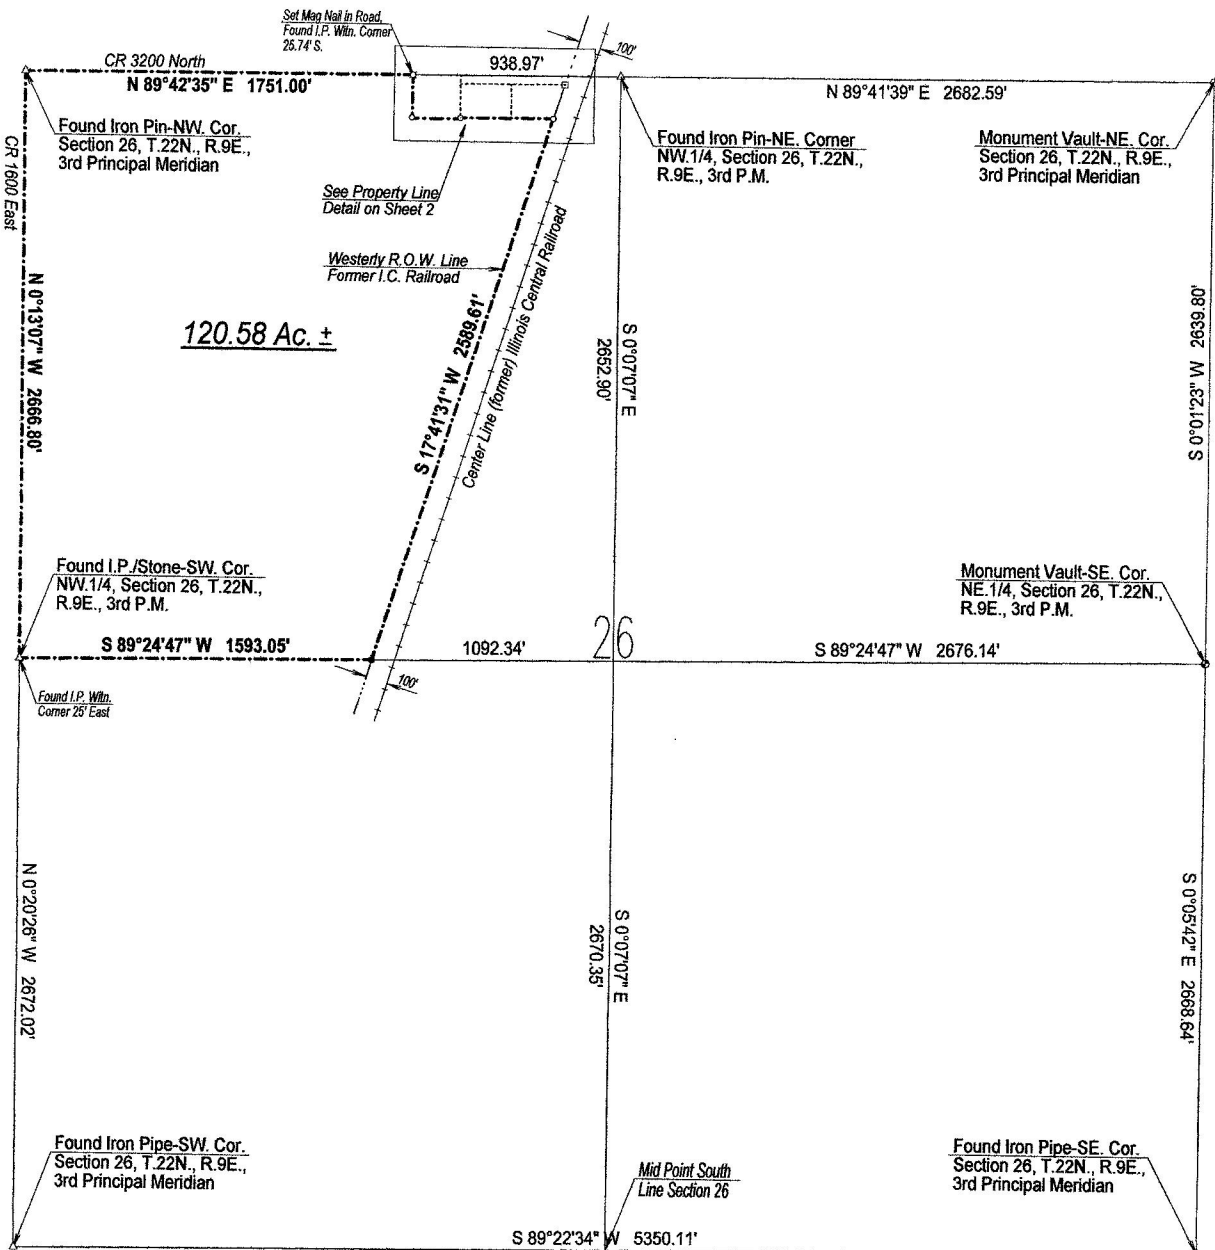 Set Mag Nail in Road,
Found I.P. Witn. Corner
25.74' S.
100'
CR 3200 North
938.97'
N 89°42'35" E 1751.00'
N 89°41'39" E 2682.59'
Found Iron Pin-NW. Cor.
Section 26, T.22N., R.9E.,
3rd Principal Meridian
Found Iron Pin-NE. Corner
NW.1/4, Section 26, T.22N.,
R.9E., 3rd P.M.
Monument Vault-NE. Cor.
Section 26, T.22N., R.9E.,
3rd Principal Meridian
CR 1600 East
See Property Line
Detail on Sheet 2
Westerly R.O.W. Line
Former I.C. Railroad
N 0°13'07" W 2666.80'
120.58 Ac. ±
S 17°41'31" W 2589.61'
Center Line (former) Illinois Central Railroad
S 0°07'07" E
2652.90'
S 0°01'23" W 2639.08'
Found I.P./Stone-SW. Cor.
NW.1/4, Section 26, T.22N.,
R.9E., 3rd P.M.
Monument Vault-SE. Cor.
NE.1/4, Section 26, T.22N.,
R.9E., 3rd P.M.
S 89°24'47" W 1593.05'
1092.34'
26
S 89°24'47" W 2676.14'
100'
Found I.P. Witn.
Corner 25' East
N 0°20'26" W 2672.02'
S 0°07'07" E
2670.35'
S 0°05'42" E 2668.64'
Found Iron Pipe-SW. Cor.
Section 26, T.22N., R.9E.,
3rd Principal Meridian
Mid Point South
Line Section 26
Found Iron Pipe-SE. Cor.
Section 26, T.22N., R.9E.,
3rd Principal Meridian
S 89°22'34" W 5350.11'